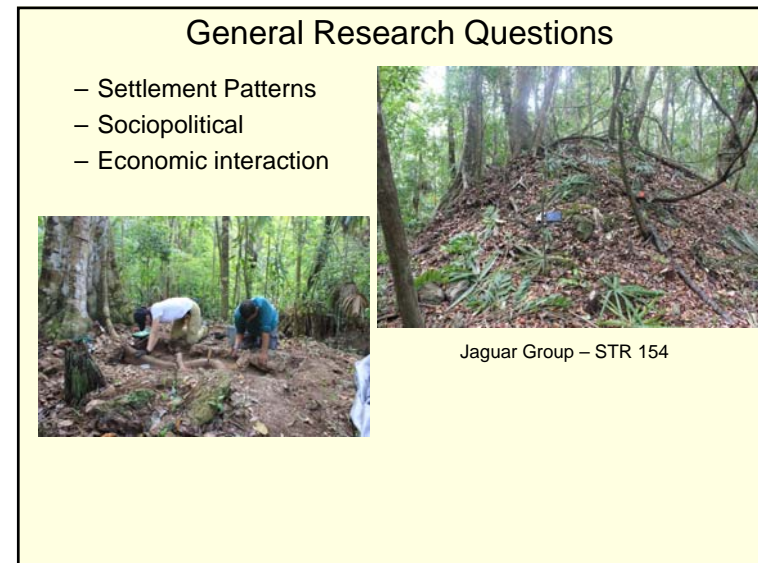 General Research Questions
– Settlement Patterns
– Sociopolitical
– Economic interaction
Jaguar Group – STR 154